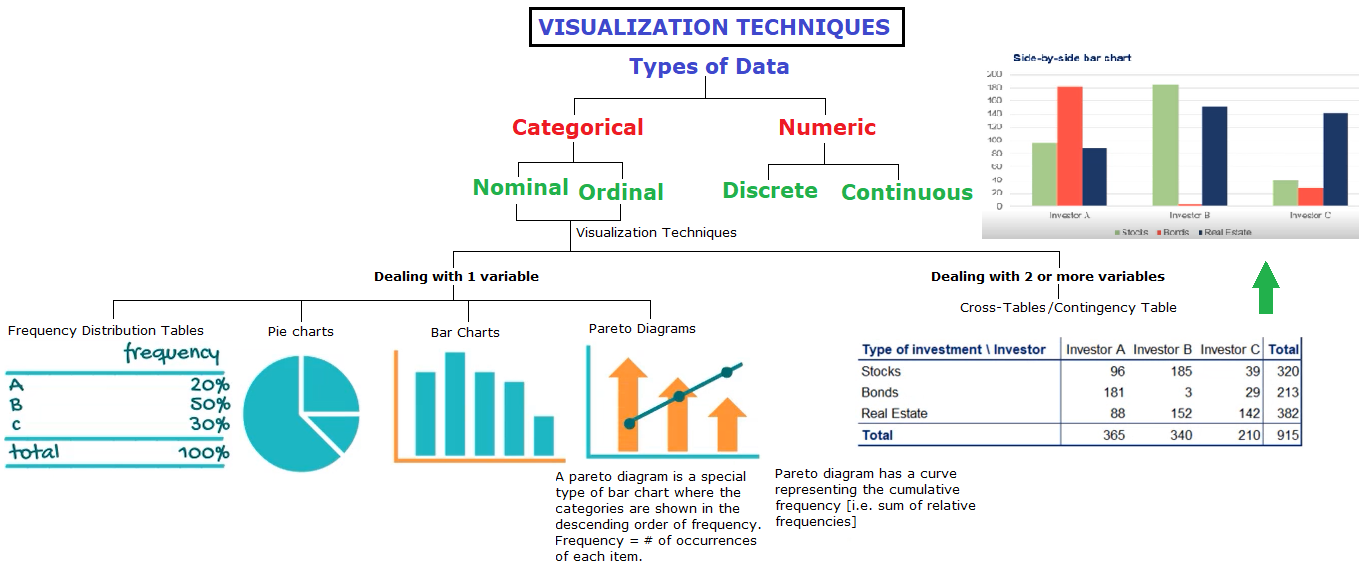 VISUALIZATION TECHNIQUES
Types of Data
Categorical
Numeric
Nominal
Ordinal
Discrete
Continuous
Side-by-side bar chart
200
180
160
140
120
100
80
60
40
20
0
Investor A
Investor B
Investor C
Stocks Bonds Real Estate
Visualization Techniques
Dealing with 1 variable
Frequency Distribution Tables
frequency
A 20%
B 50%
C 30%
total 100%
Pie charts
Bar Charts
Pareto Diagrams
A pareto diagram is a special
type of bar chart where the
categories are shown in the
descending order of frequency.
Frequency = # of occurrences
of each item.
Pareto diagram has a curve
representing the cumulative
frequency [i.e. sum of relative
frequencies]
Dealing with 2 or more variables
Cross-Tables/Contingency Table
Type of investment \ Investor Investor A Investor B Investor C Total
Stocks 96 185 39 320
Bonds 181 3 29 213
Real Estate 88 152 142 382
Total 365 340 210 915